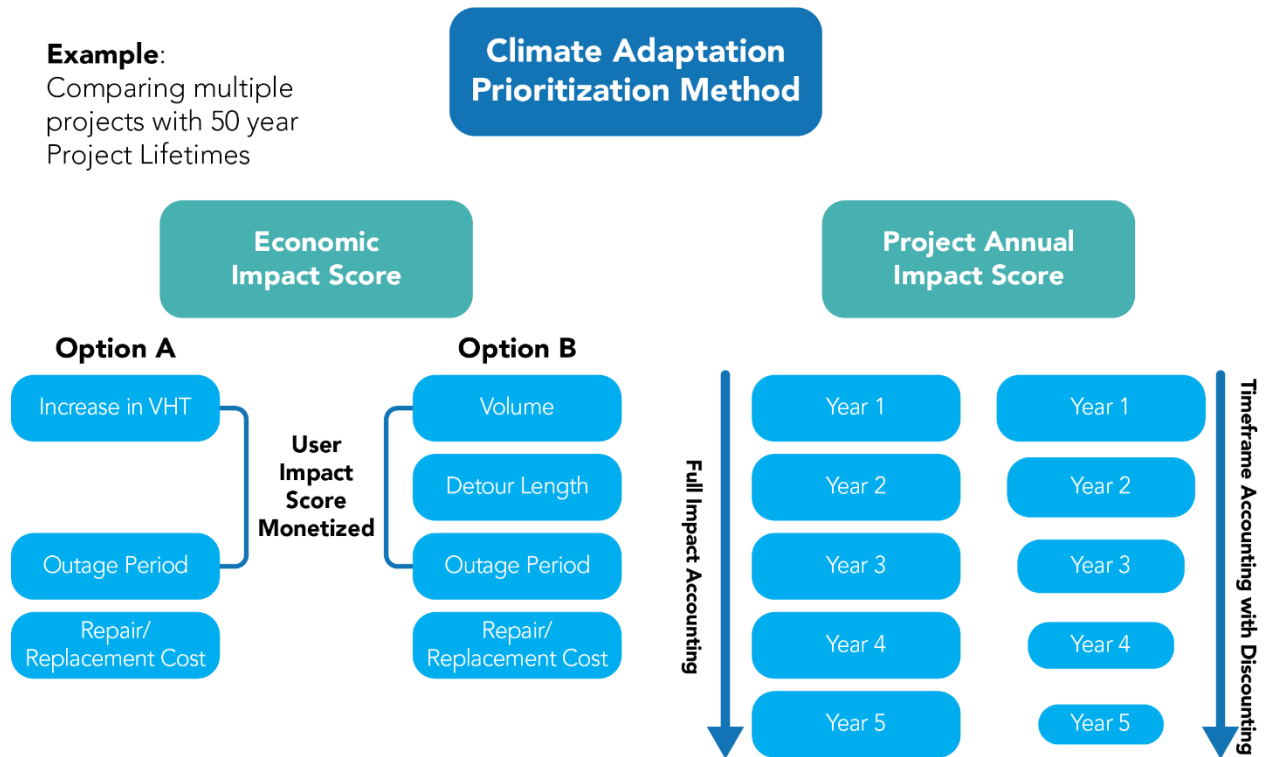 Example:
Comparing multiple
projects with 50 year
Project Lifetimes
Climate Adaptation
Prioritization Method
Economic
Impact Score
Project Annual
Impact Score
Option A
Increase in VHT
Outage Period
Repair/
Replacement Cost
User
Impact
Score
Monetized
Option B
Volume
Detour Length
Outage Period
Repair/
Replacement Cost
Full Impact Accounting
Year 1
Year 2
Year 3
Year 4
Year 5
Year 1
Year 2
Year 3
Year 4
Year 5
Timeframe Accounting with Discounting